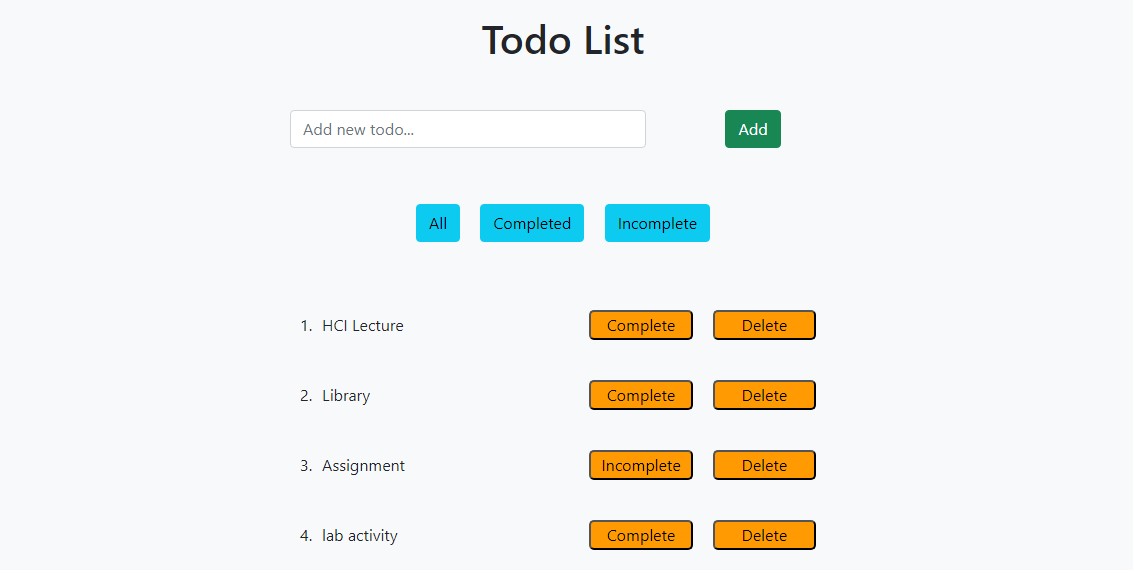 Todo List
Add new todo... Add
All Completed Incomplete
1. HCI Lecture Complete Delete
2. Library Complete Delete
3. Assignment Incomplete Delete
4. lab activity Complete Delete